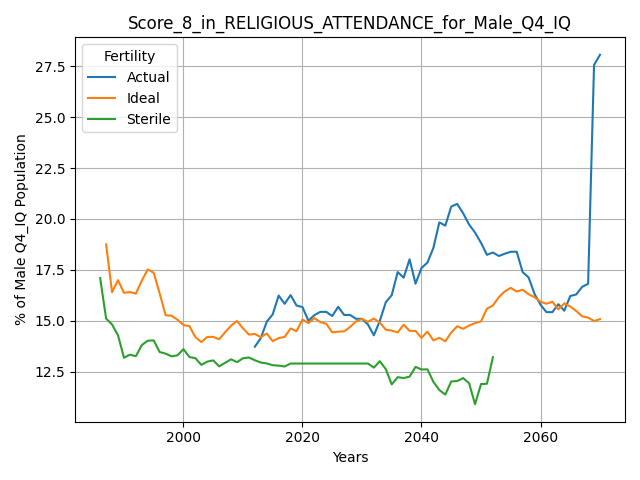 Score_8_in_RELIGIOUS_ATTENDANCE_for_Male_Q4_IQ
% of Male Q4_IQ Population
27.5
25.0
22.5
20.0
17.5
15.0
12.5
Fertility
Actual
Ideal
Sterile
2000
2020
2040
2060
Years